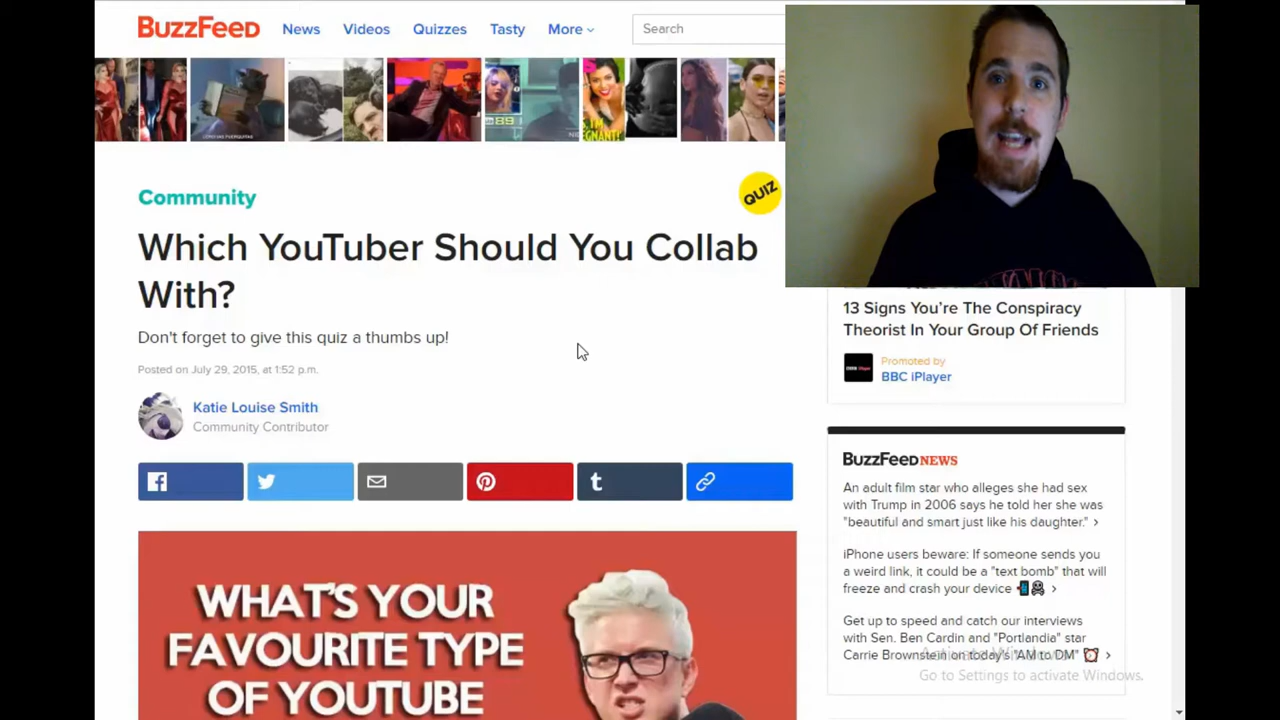 BuzzFeed News Videos Quizzes Tasty More Search
Community
QUIZ
Which YouTuber Should You Collab
With?
Don't forget to give this quiz a thumbs up!
Posted on July 29, 2015, at 1:52 p.m.
Katie Louise Smith
Community Contributor
WHAT'S YOUR
FAVOURITE TYPE
OF YOUTUBE
13 Signs You're The Conspiracy
Theorist In Your Group Of Friends
Promoted by
BBC iPlayer
BuzzFeed NEWS
An adult film star who alleges she had sex
with Trump in 2006 says he told her she was
"beautiful and smart just like his daughter." ›
iPhone users beware: If someone sends you
a weird link, it could be a "text bomb" that will
freeze and crash your device ›
Get up to speed and catch our interviews
with Sen. Ben Cardin and "Portlandia" star
Carrie Brownstein on today's "AM to DM" ›
Activate Windows
Go to Settings to activate Windows.